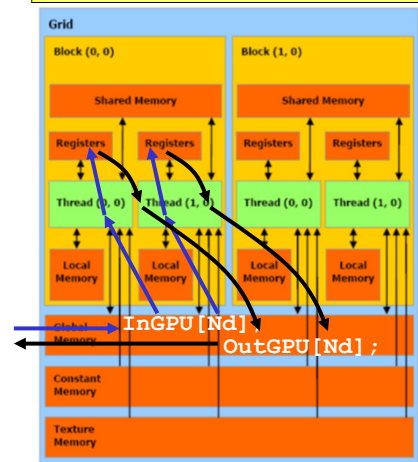 Grid
Block (0, 0)
Block (1, 0)
Shared Memory
Shared Memory
Registers
Registers
Registers
Registers
Thread (0, 0)
Thread (1, 0)
Thread (0, 0)
Thread (1, 0)
Local
Memory
Local
Memory
Local
Memory
Local
Memory
Global
Memory
InGPU[Nd],
OutGPU[Nd];
Constant
Memory
Texture
Memory